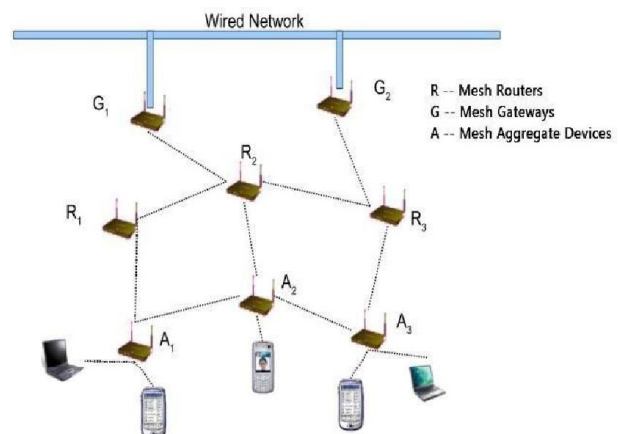 Wired Network
G1
G2
R -- Mesh Routers
G -- Mesh Gateways
A -- Mesh Aggregate Devices
R2
R1
R3
A2
A1
A3